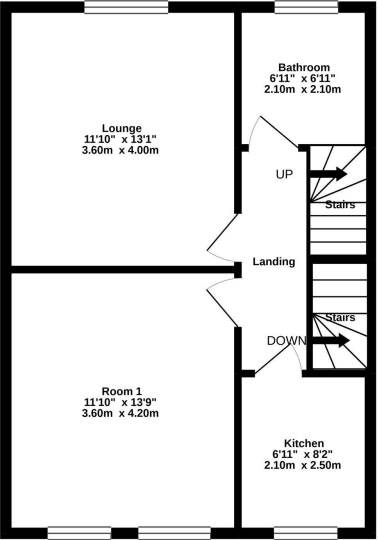 Bathroom
6'11" x 6'11"
2.10m x 2.10m
Lounge
11'10" x 13'1"
3.60m x 4.00m
UP
Stairs
Landing
Stairs
DOWN
Room 1
11'10" x 13'9"
3.60m x 4.20m
Kitchen
6'11" x 8'2"
2.10m x 2.50m